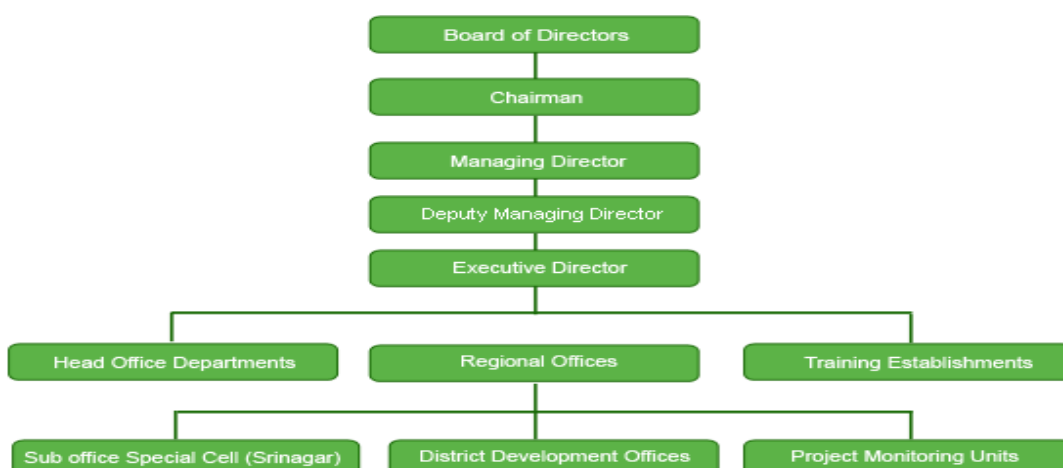 Board of Directors
Chairman
Managing Director
Deputy Managing Director
Executive Director
Head Office Departments
Regional Offices
Training Establishments
Sub office Special Cell (Srinagar)
District Development Offices
Project Monitoring Units